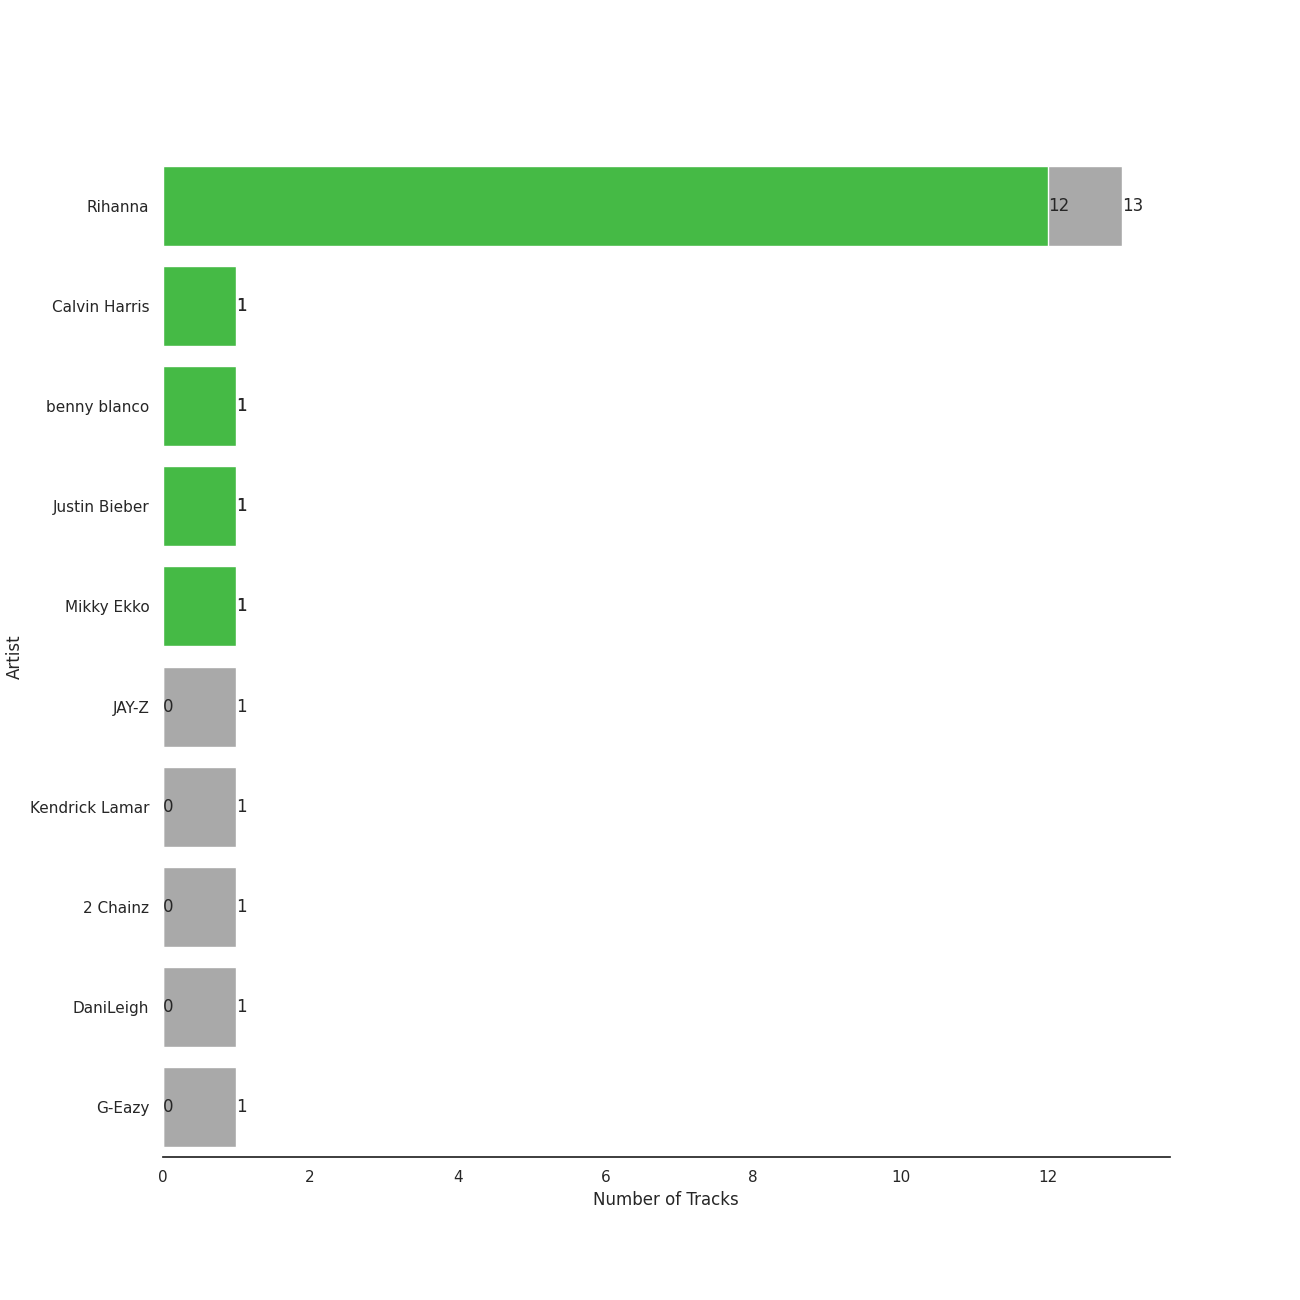 Rihanna 12 13
Calvin Harris 1
benny blanco 1
Justin Bieber 1
Mikky Ekko 1
Artist
JAY-Z 0 1
Kendrick Lamar 0 1
2 Chainz 0 1
DaniLeigh 0 1
G-Eazy 0 1
0 2 4 6 8 10 12
Number of Tracks